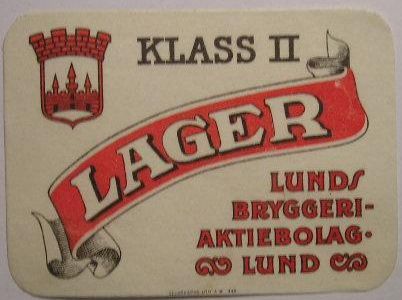 KLASS II
LAGER
LUNDS
BRYGGERI-
AKTIEBOLAG·
LUND